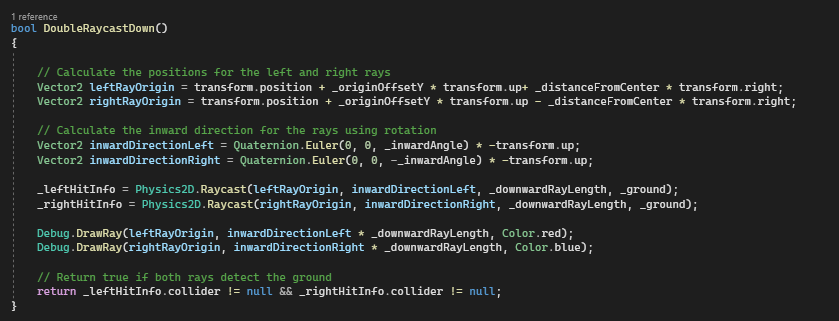 1 reference
bool DoubleRaycastDown()
{
// Calculate the positions for the left and right rays
Vector2 leftRayOrigin = transform.position + _originOffsetY * transform.up+ _distanceFromCenter * transform.right;
Vector2 rightRayOrigin = transform.position + _originOffsetY * transform.up - _distanceFromCenter * transform.right;
// Calculate the inward direction for the rays using rotation
Vector2 inwardDirectionLeft = Quaternion.Euler(0, 0, _inwardAngle) * -transform.up;
Vector2 inwardDirectionRight = Quaternion.Euler(0, 0, -_inwardAngle) * -transform.up;
_leftHitInfo = Physics2D.Raycast(leftRayOrigin, inwardDirectionLeft, _downwardRayLength, _ground);
_rightHitInfo = Physics2D.Raycast(rightRayOrigin, inwardDirectionRight, _downwardRayLength, _ground);
Debug.DrawRay(leftRayOrigin, inwardDirectionLeft * _downwardRayLength, Color.red);
Debug.DrawRay(rightRayOrigin, inwardDirectionRight * _downwardRayLength, Color.blue);
// Return true if both rays detect the ground
return _leftHitInfo.collider != null && _rightHitInfo.collider != null;
}